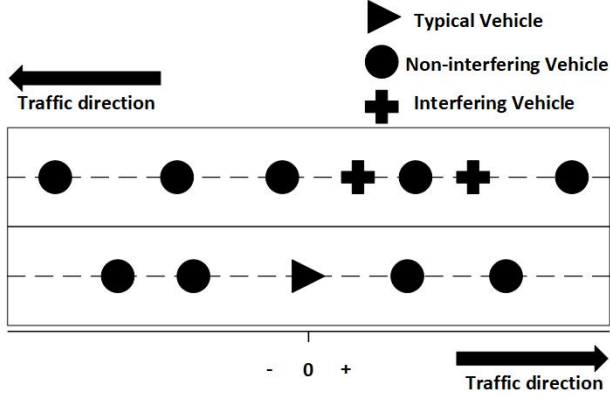 Typical Vehicle
Non-interfering Vehicle
Traffic direction
Interfering Vehicle
- 0 +
Traffic direction